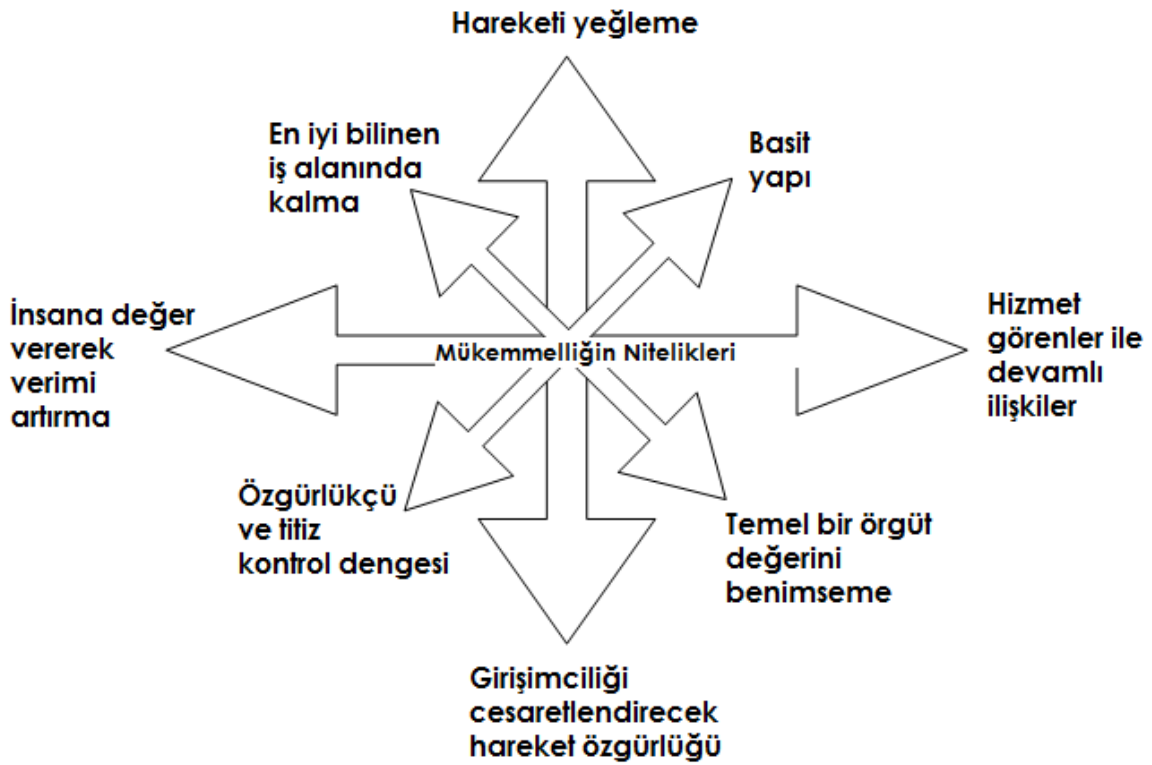 Hareketi yeğleme
En iyi bilinen
iş alanında
kalma
Basit
yapı
İnsana değer
vererek
verimi
artırma
Mükemmelliğin Nitelikleri
Hizmet
görenler ile
devamlı
ilişkiler
Özgürlükçü
ve titiz
kontrol dengesi
Temel bir örgüt
değerini
benimseme
Girişimciliği
cesaretlendirecek
hareket özgürlüğü